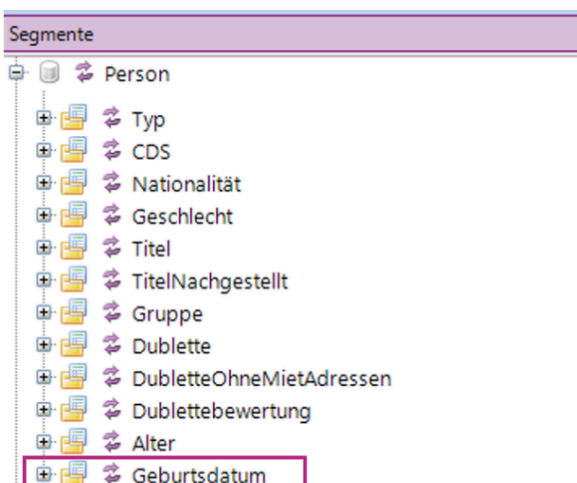 Segmente
Person
Typ
CDS
Nationalität
Geschlecht
Titel
TitelNachgestellt
Gruppe
Dublette
DubletteOhneMietAdressen
Dublettebewertung
Alter
Geburtsdatum